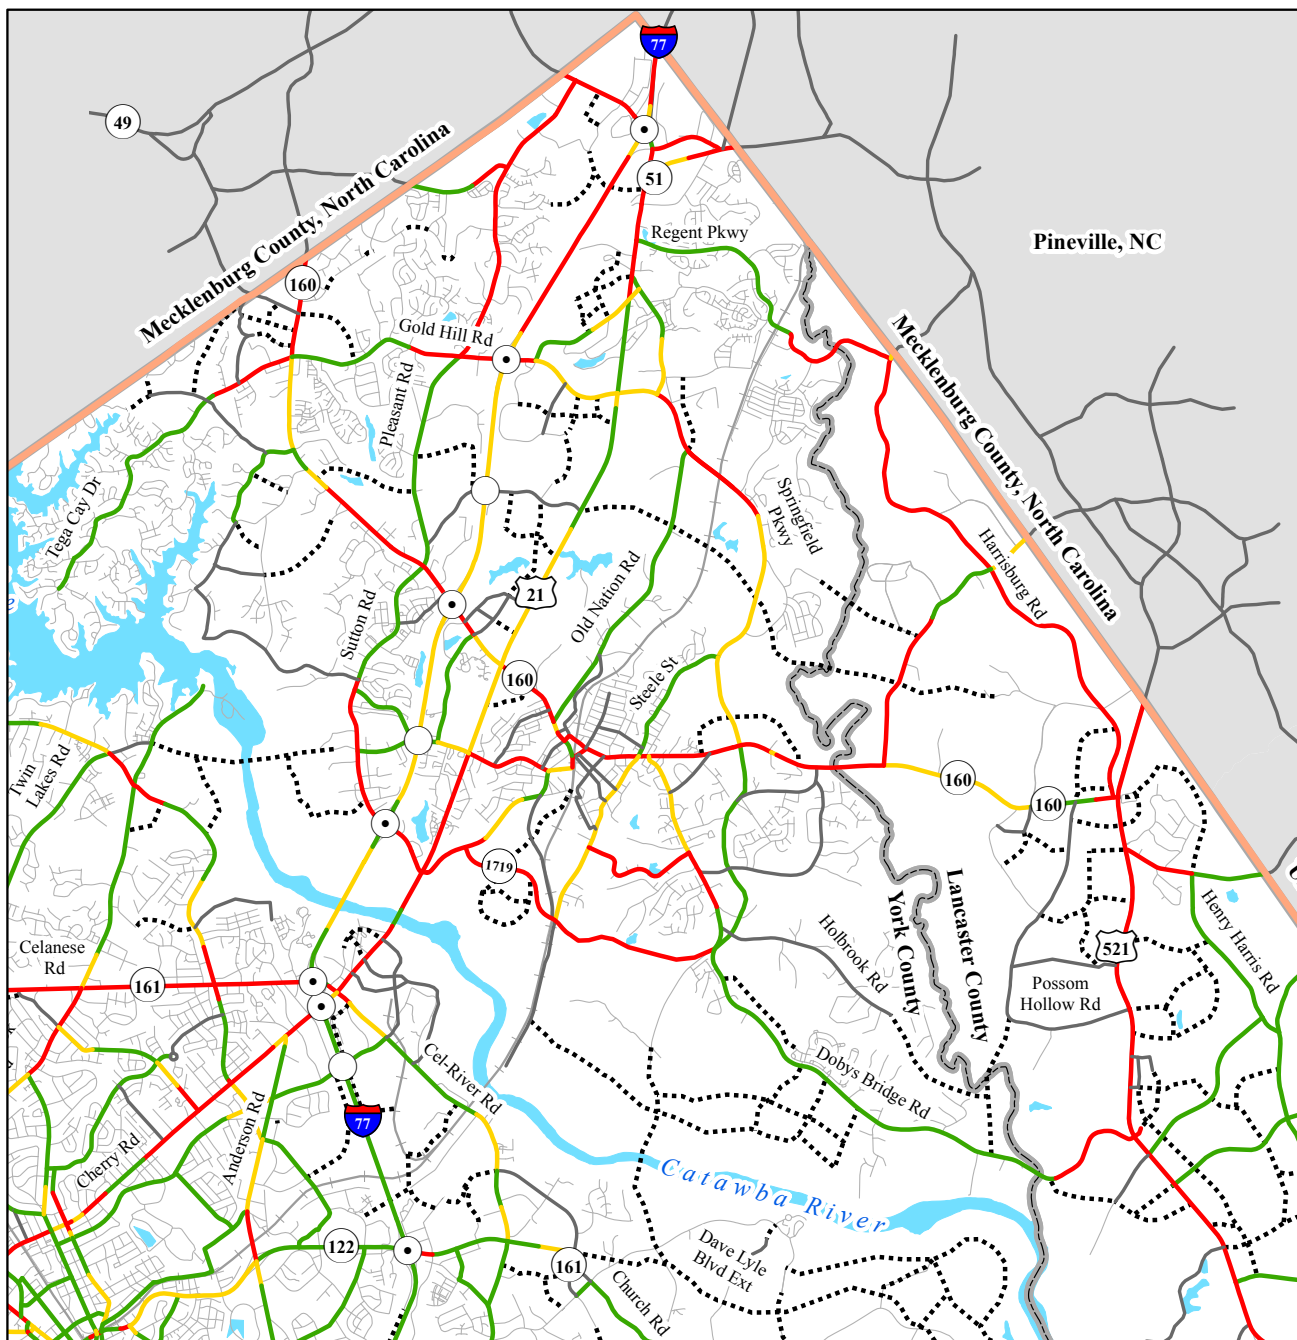 77
49
Mecklenburg County, North Carolina
51
Regent Pkwy
Pineville, NC
160
Gold Hill Rd
Pleasant Rd
Mecklenburg County, North Carolina
Tega Cay Dr
Springfield
Pkwy
Harrisburg Rd
21
Old Nation Rd
Sutton Rd
160
Steele St
Twin
Lakes Rd
160
160
1719
Lancaster County
York County
Henry Harris Rd
Holbrook Rd
521
Celanese
Rd
161
Possom
Hollow Rd
Cel-River Rd
Dobys Bridge Rd
77
Anderson Rd
Cherry Rd
Catawba River
122
161
Dave Lyle
Blvd Ext
Church Rd